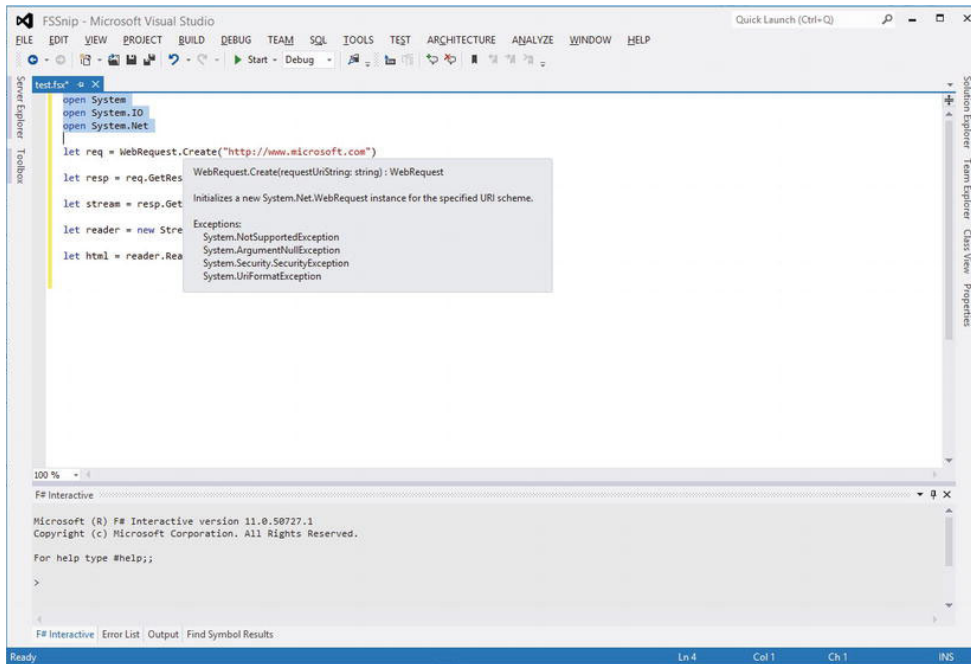 FSSnip - Microsoft Visual Studio
Quick Launch (Ctrl+Q)
FILE EDIT VIEW PROJECT BUILD DEBUG TEAM SQL TOOLS TEST ARCHITECTURE ANALYZE WINDOW HELP
Start - Debug
Server Explorer
Toolbox
test.fsx*
open System
open System.IO
open System.Net
let req = WebRequest.Create("http://www.microsoft.com")
let resp = req.GetRes
let stream = resp.Get
let reader = new Stre
let html = reader.Rea
WebRequest.Create(requestUriString: string) : WebRequest
Initializes a new System.Net.WebRequest instance for the specified URI scheme.
Exceptions:
System.NotSupportedException
System.ArgumentNullException
System.Security.SecurityException
System.UriFormatException
Solution Explorer
Team Explorer
Class View
Properties
100 %
F# Interactive
Microsoft (R) F# Interactive version 11.0.50727.1
Copyright (c) Microsoft Corporation. All Rights Reserved.
For help type #help;;
>
F# Interactive Error List Output Find Symbol Results
Ready Ln 4 Col 1 Ch 1 INS